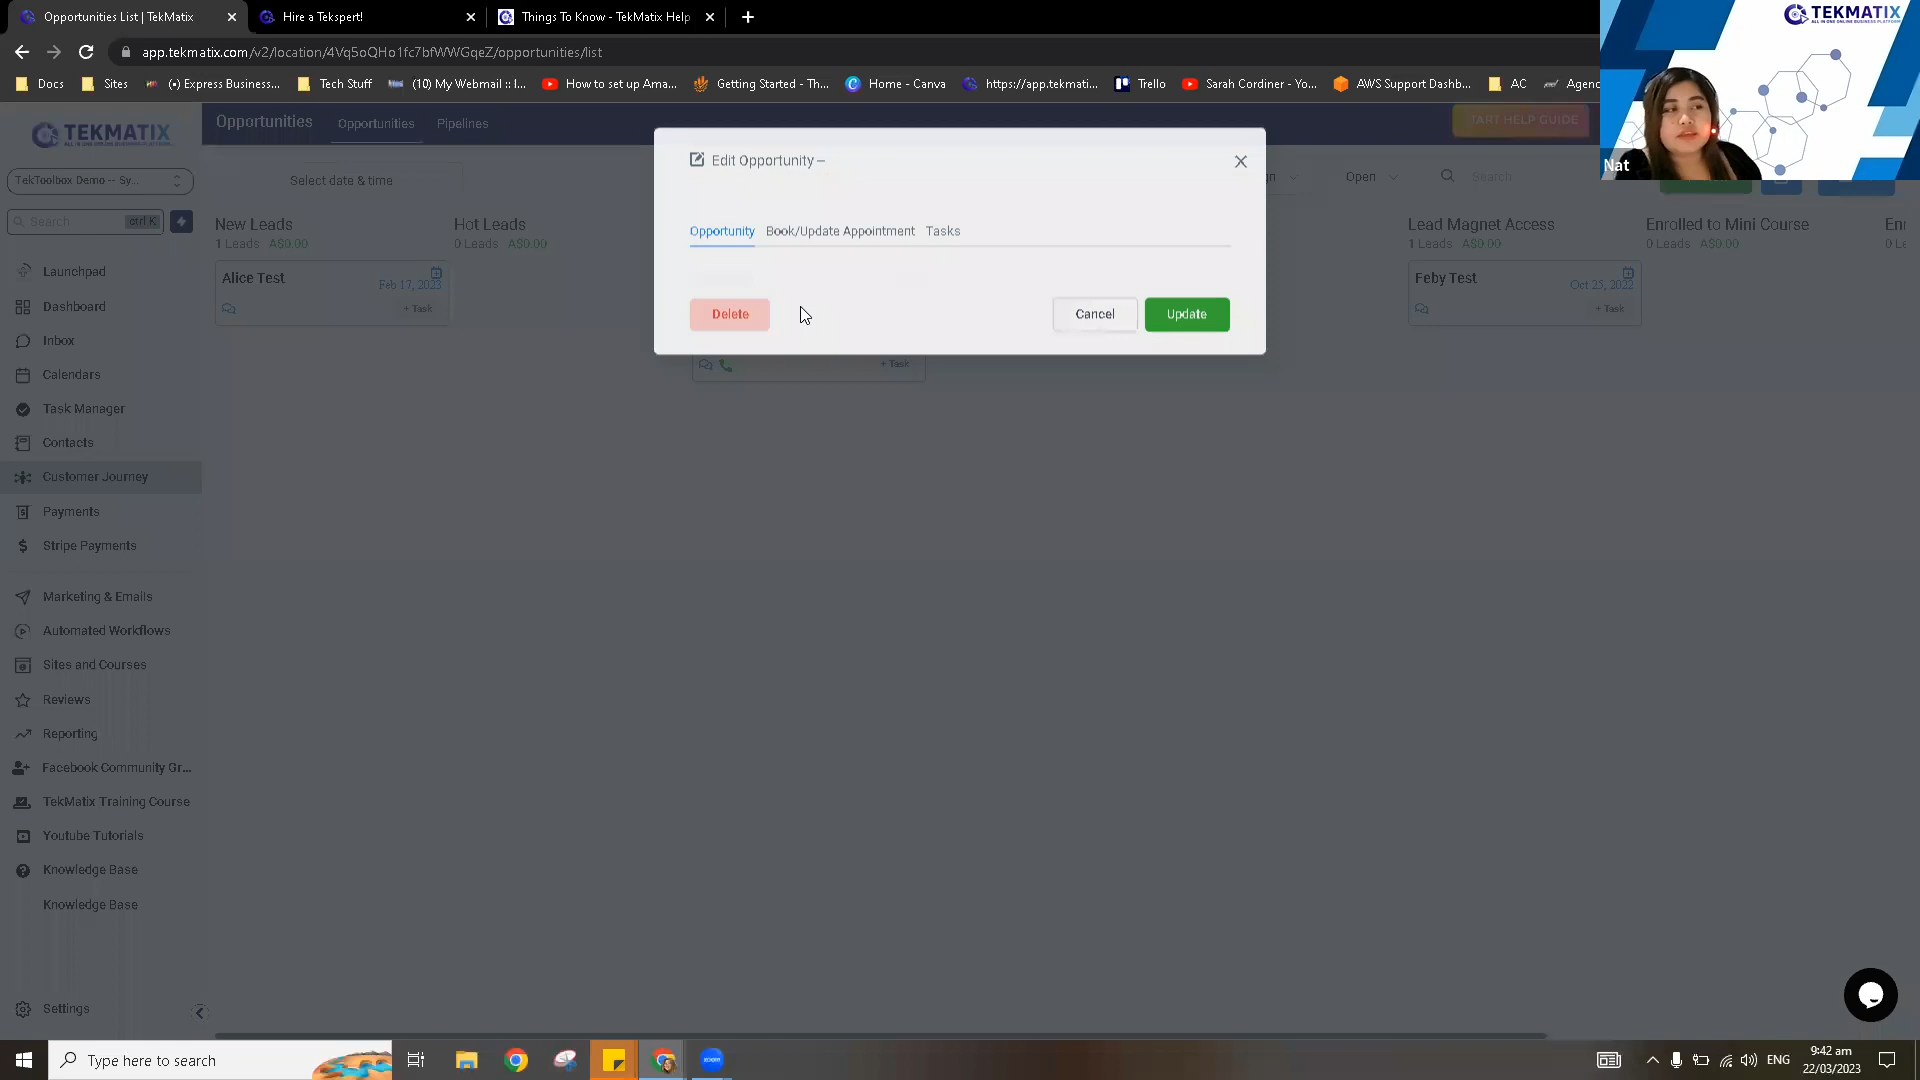 Opportunities List | TekMatix
Hire a Tekspert!
Things To Know - TekMatix Help
app.tekmatix.com/v2/location/4Vq5oQHo1fc7bfWWGqeZ/opportunities/list
Docs
Sites
(•) Express Business...
Tech Stuff
(10) My Webmail :: I...
How to set up Ama...
Getting Started - Th...
Home - Canva
https://app.tekmati...
Trello
Sarah Cordiner - Yo...
AWS Support Dashb...
AC
Agenc
TEKMATIX
ALL IN ONE ONLINE BUSINESS PLATFORM
Nat
TEKMATIX
ALL IN ONE ONLINE BUSINESS PLATFORM
Opportunities
Opportunities
Pipelines
TART HELP GUIDE
TekToolbox Demo -- Sy...
Search
ctrl K
Launchpad
Dashboard
Inbox
Calendars
Task Manager
Contacts
Customer Journey
Payments
Stripe Payments
Marketing & Emails
Automated Workflows
Sites and Courses
Reviews
Reporting
Facebook Community Gr...
TekMatix Training Course
Youtube Tutorials
Knowledge Base
Knowledge Base
Settings
Select date & time
Open
Search
New Leads
1 Leads A$0.00
Alice Test
Feb 17, 2023
+ Task
Hot Leads
0 Leads A$0.00
Edit Opportunity –
Opportunity
Book/Update Appointment
Tasks
Delete
Cancel
Update
+ Task
Lead Magnet Access
1 Leads A$0.00
Feby Test
Oct 25, 2022
+ Task
Enrolled to Mini Course
0 Leads A$0.00
Enr
0 Le
Type here to search
zoom
ENG
9:42 am
22/03/2023